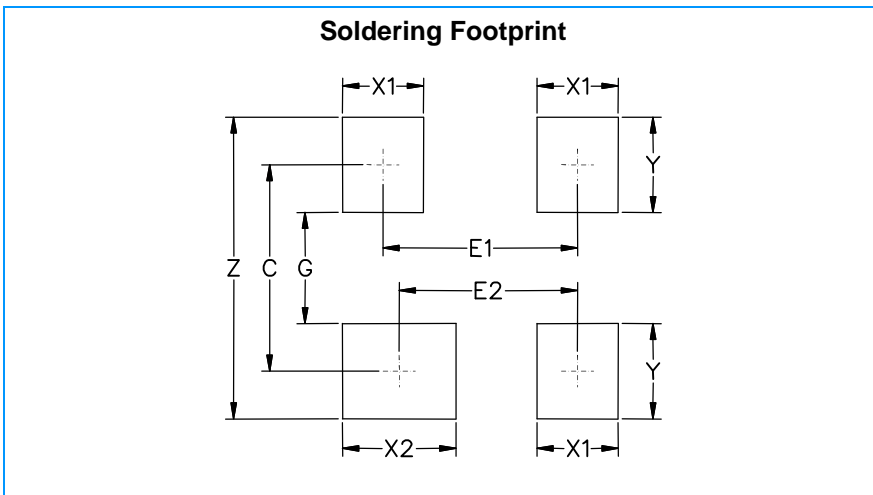 Soldering Footprint
X1 X1
Y
E1
Z C G
E2
Y
X2 X1